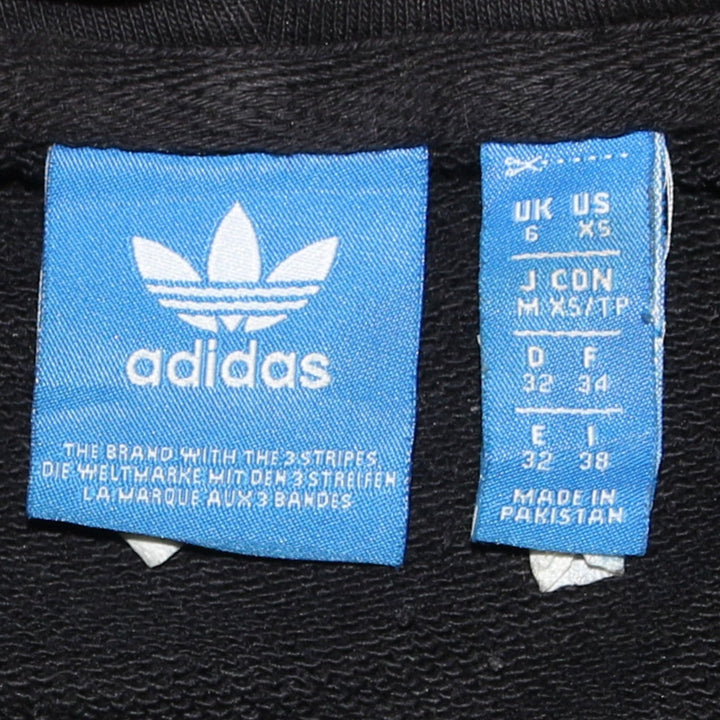 adidas
THE BRAND WITH THE 3 STRIPES
DIE WELTMARKE MIT DEN 3 STREIFEN
LA MARQUE AUX 3 BANDES
UK US
6 XS
J CDN
M XS/TP
D F
32 34
E I
32 38
MADE IN
PAKISTAN